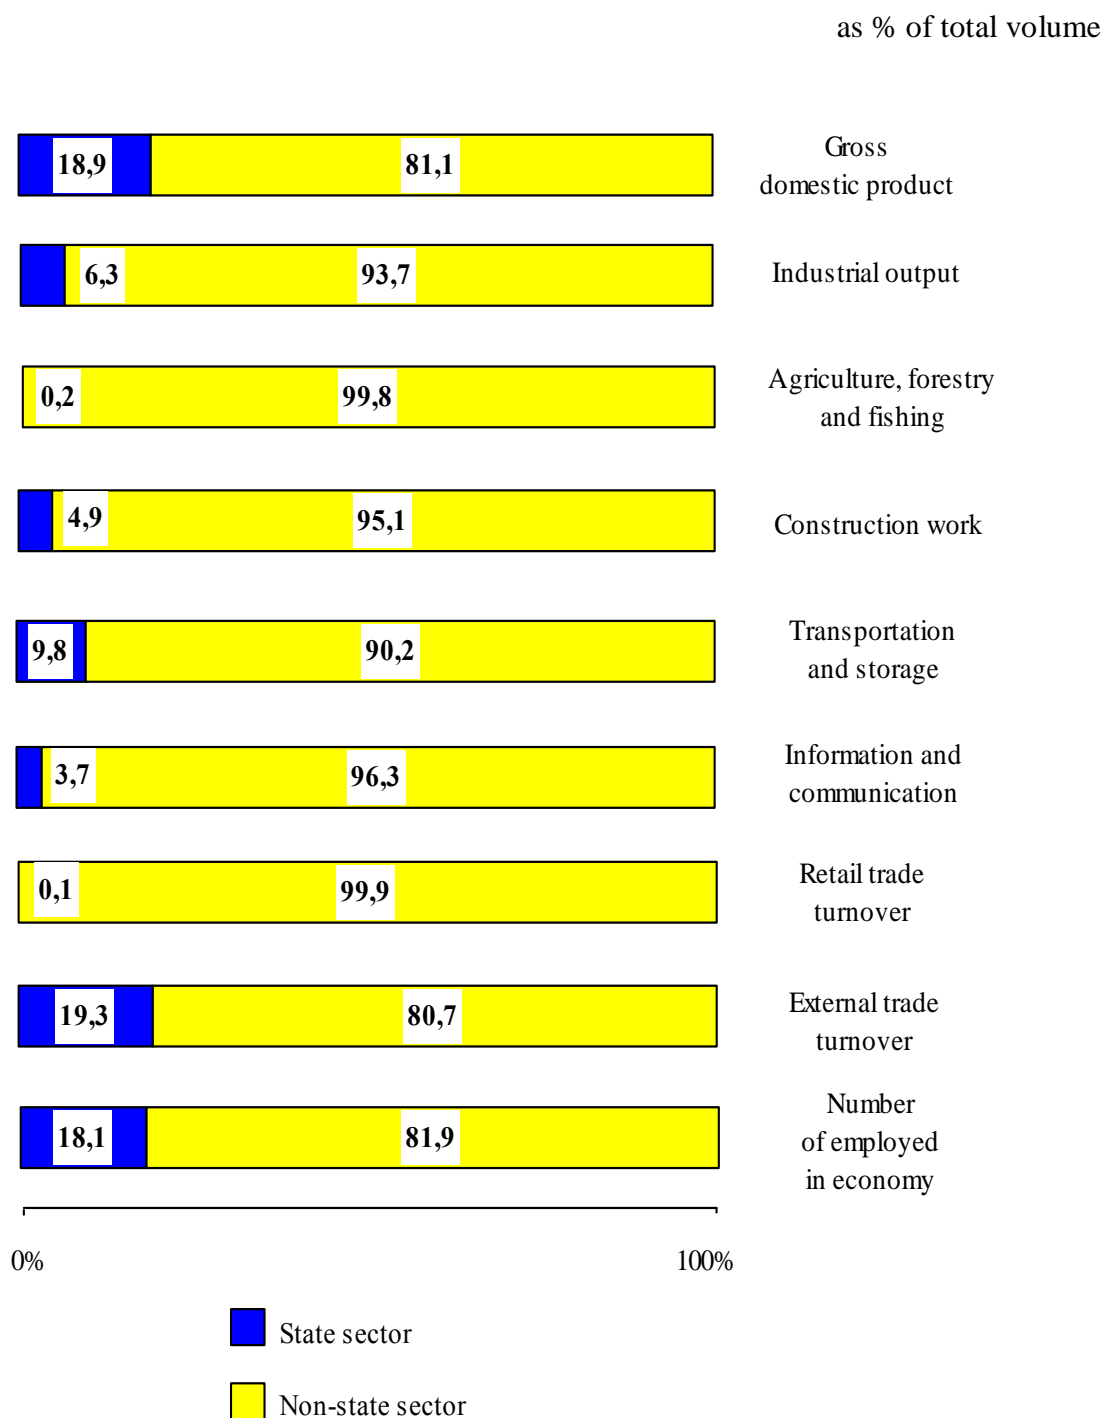 as % of total volume
18,9 81,1 Gross
domestic product
6,3 93,7 Industrial output
0,2 99,8 Agriculture, forestry
and fishing
4,9 95,1 Construction work
9,8 90,2 Transportation
and storage
3,7 96,3 Information and
communication
0,1 99,9 Retail trade
turnover
19,3 80,7 External trade
turnover
18,1 81,9 Number
of employed
in economy
0% 100%
State sector
Non-state sector